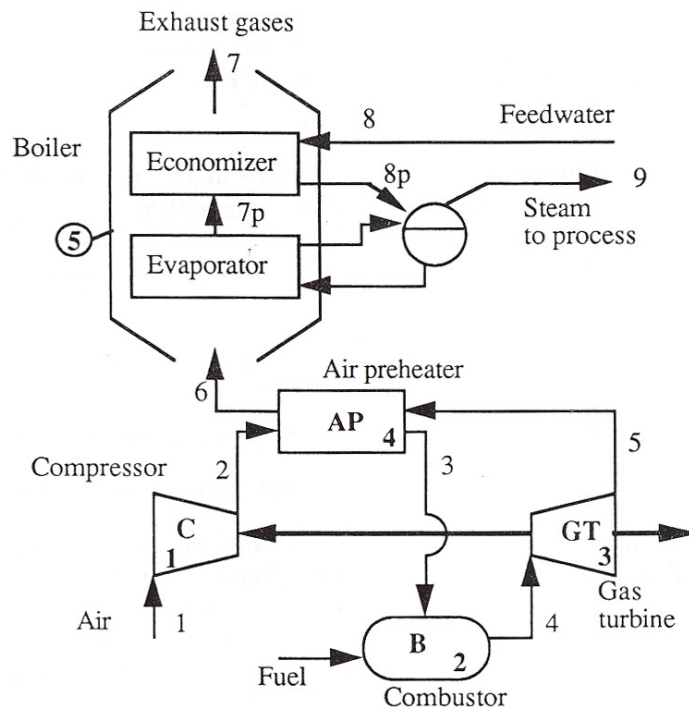 Exhaust gases
7
8
Feedwater
Boiler
Economizer
8p
9
7p
Steam
to process
5
Evaporator
Air preheater
6
AP
4
5
Compressor
2
3
C
1
GT
3
Gas
turbine
Air
1
B
2
4
Fuel
Combustor